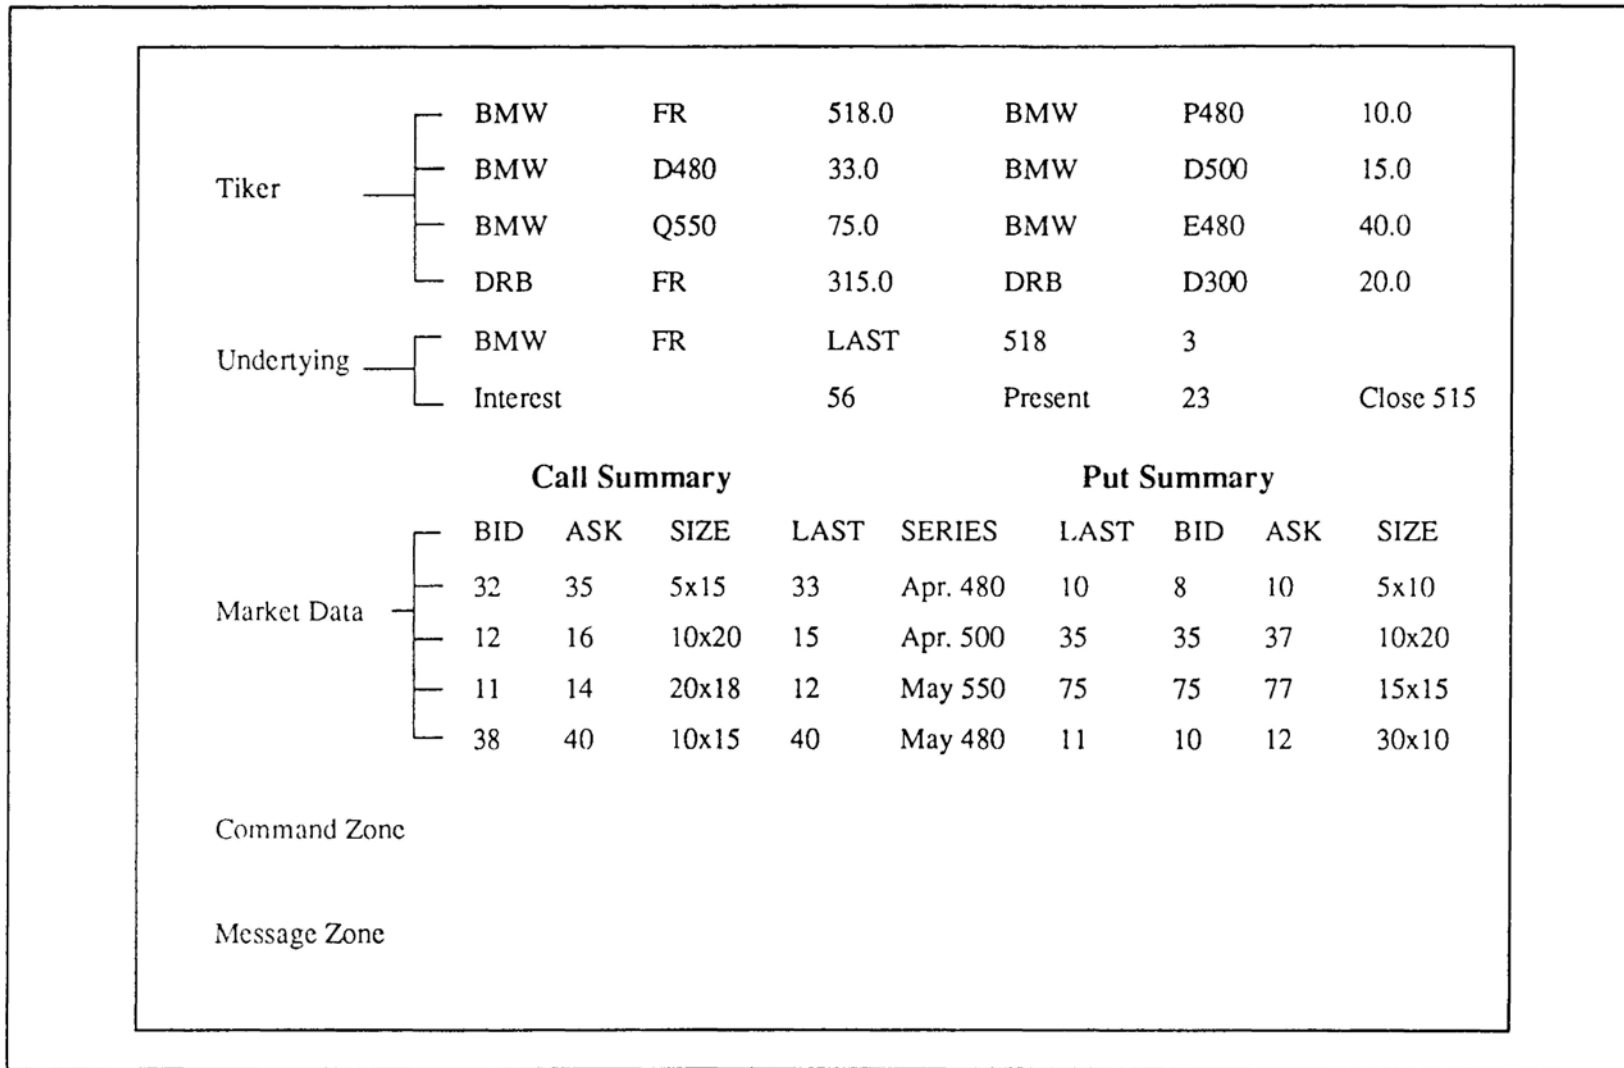 BMW FR 518.0 BMW P480 10.0
Tiker
BMW D480 33.0 BMW D500 15.0
BMW Q550 75.0 BMW E480 40.0
DRB FR 315.0 DRB D300 20.0
Undertying
BMW FR LAST 518 3
Interest 56 Present 23 Close 515
Call Summary Put Summary
BID ASK SIZE LAST SERIES LAST BID ASK SIZE
Market Data
32 35 5x15 33 Apr. 480 10 8 10 5x10
12 16 10x20 15 Apr. 500 35 35 37 10x20
11 14 20x18 12 May 550 75 75 77 15x15
38 40 10x15 40 May 480 11 10 12 30x10
Command Zone
Message Zone